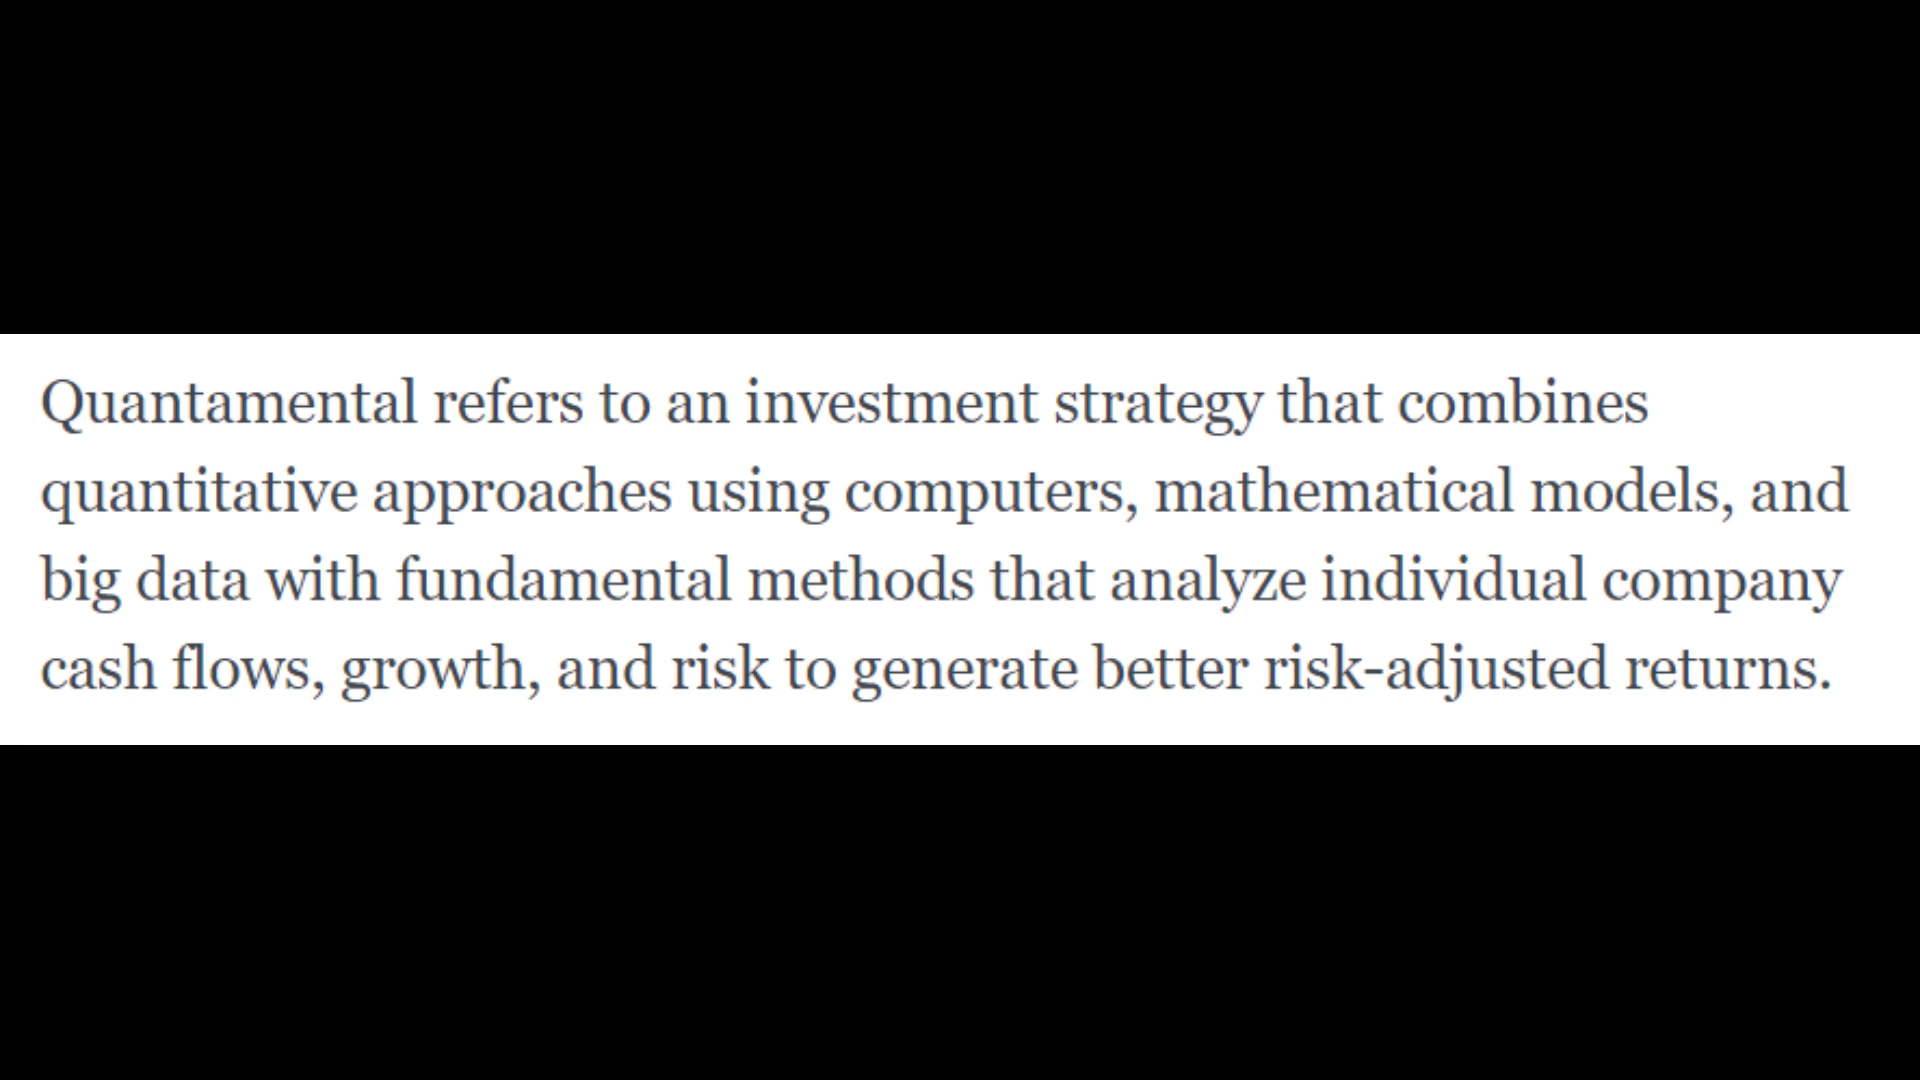 Quantamental refers to an investment strategy that combines
quantitative approaches using computers, mathematical models, and
big data with fundamental methods that analyze individual company
cash flows, growth, and risk to generate better risk-adjusted returns.